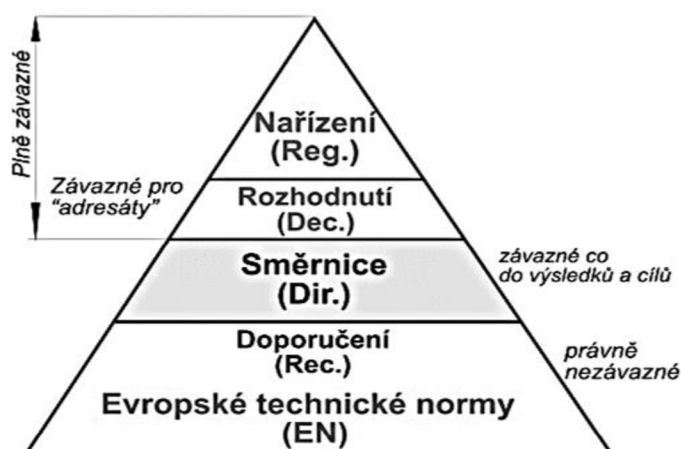 Plně závazné
Nařízení
(Reg.)
Závazné pro
“adresáty”
Rozhodnutí
(Dec.)
Směrnice
(Dir.)
závazné co
do výsledků a cílů
Doporučení
(Rec.)
právně
nezávazné
Evropské technické normy
(EN)